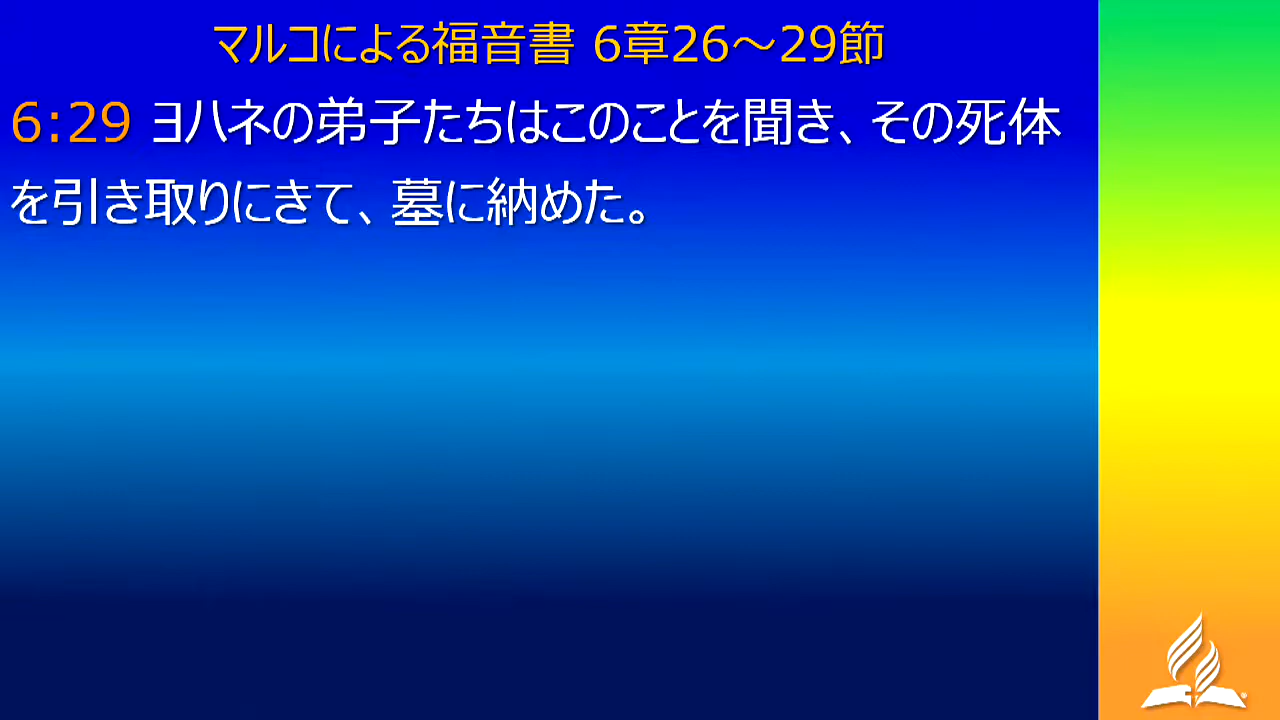 マルコによる福音書 6章26～29節
6:29 ヨハネの弟子たちはこのことを聞き、その死体
を引き取りにきて、墓に納めた。